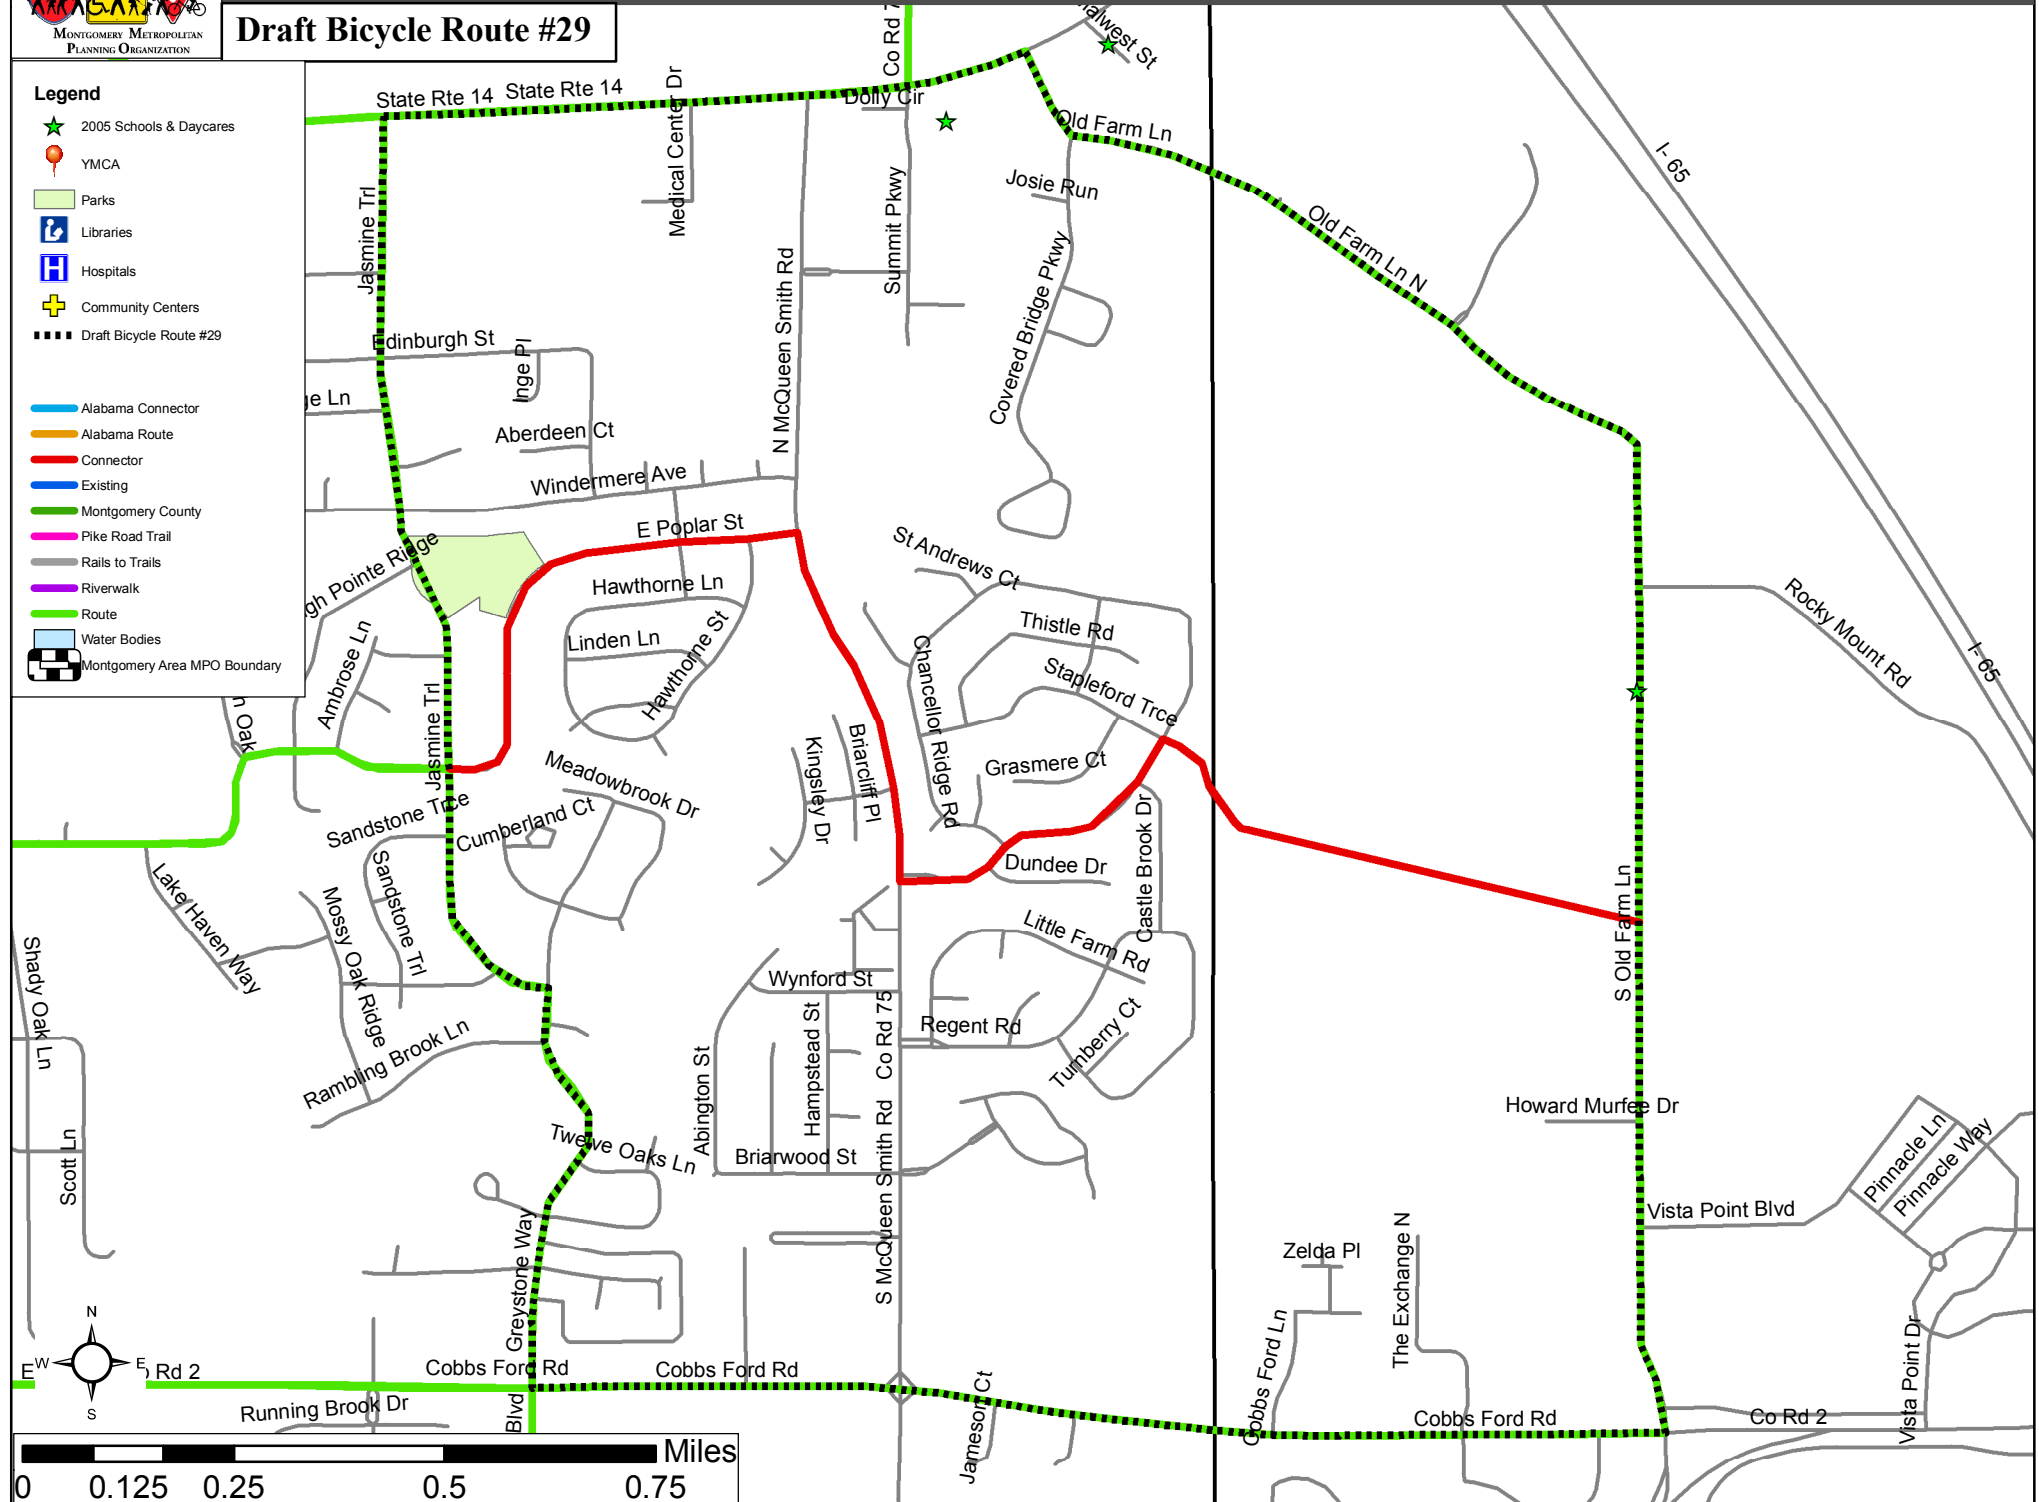 MONTGOMERY METROPOLITAN
PLANNING ORGANIZATION
Draft Bicycle Route #29
Legend
2005 Schools & Daycares
YMCA
Parks
Libraries
H
Hospitals
Community Centers
Draft Bicycle Route #29
Alabama Connector
Alabama Route
Connector
Existing
Montgomery County
Pike Road Trail
Rails to Trails
Riverwalk
Route
Water Bodies
Montgomery Area MPO Boundary
State Rte 14
State Rte 14
Medical Center Dr
Co Rd 7
Dolly Cir
Old Farm Ln
I- 65
Josie Run
Jasmine Trl
Summit Pkwy
N McQueen Smith Rd
Covered Bridge Pkwy
Old Farm Ln N
Edinburgh St
Inge Pl
ge Ln
Aberdeen Ct
Windermere Ave
E Poplar St
St Andrews Ct
gh Pointe Ridge
Hawthorne Ln
Linden Ln
Hawthorne St
Thistle Rd
Stapleford Trce
Rocky Mount Rd
I- 65
Ambrose Ln
n Oak
Jasmine Trl
Chancellor Ridge Rd
Kingsley Dr
Briarcliff Pl
Grasmere Ct
Meadowbrook Dr
Sandstone Trce
Cumberland Ct
Dundee Dr
Castle Brook Dr
Lake Haven Way
Mossy Oak Ridge
Sandstone Trl
Little Farm Rd
S Old Farm Ln
Shady Oak Ln
Wynford St
Hampstead St
Co Rd 75
Regent Rd
Turnberry Ct
Rambling Brook Ln
Abington St
Howard Murfee Dr
Pinnacle Ln
Pinnacle Way
Twelve Oaks Ln
Briarwood St
Scott Ln
S McQueen Smith Rd
Vista Point Blvd
Greystone Way
Zelda Pl
The Exchange N
Cobbs Ford Ln
Vista Point Dr
N
W
E
S
E
Rd 2
Cobbs Ford Rd
Cobbs Ford Rd
Jameson Ct
Cobbs Ford Rd
Co Rd 2
Running Brook Dr
Blvd
Miles
0 0.125 0.25 0.5 0.75